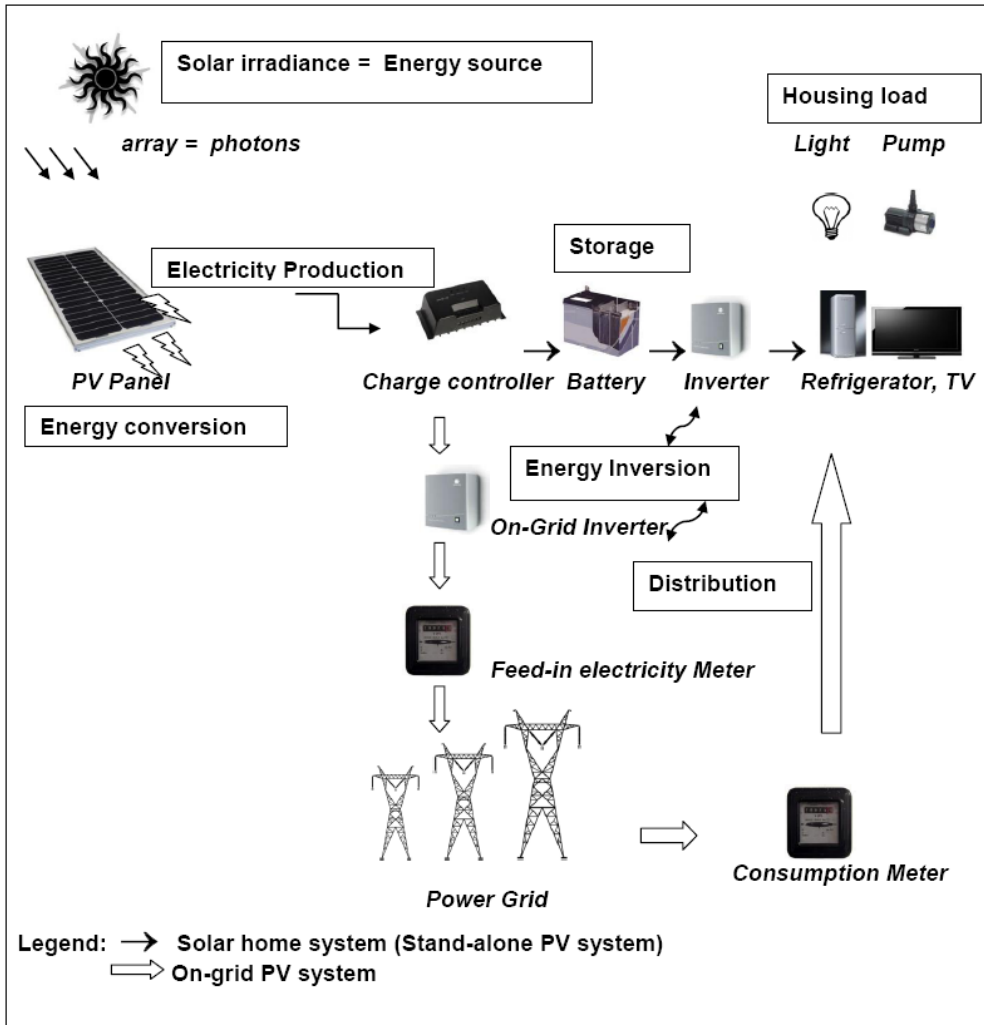 Solar irradiance = Energy source
array = photons
Housing load
Light Pump
Electricity Production
Storage
PV Panel
Charge controller Battery Inverter Refrigerator, TV
Energy conversion
Energy Inversion
On-Grid Inverter
Distribution
Feed-in electricity Meter
Consumption Meter
Power Grid
Legend: Solar home system (Stand-alone PV system)
On-grid PV system